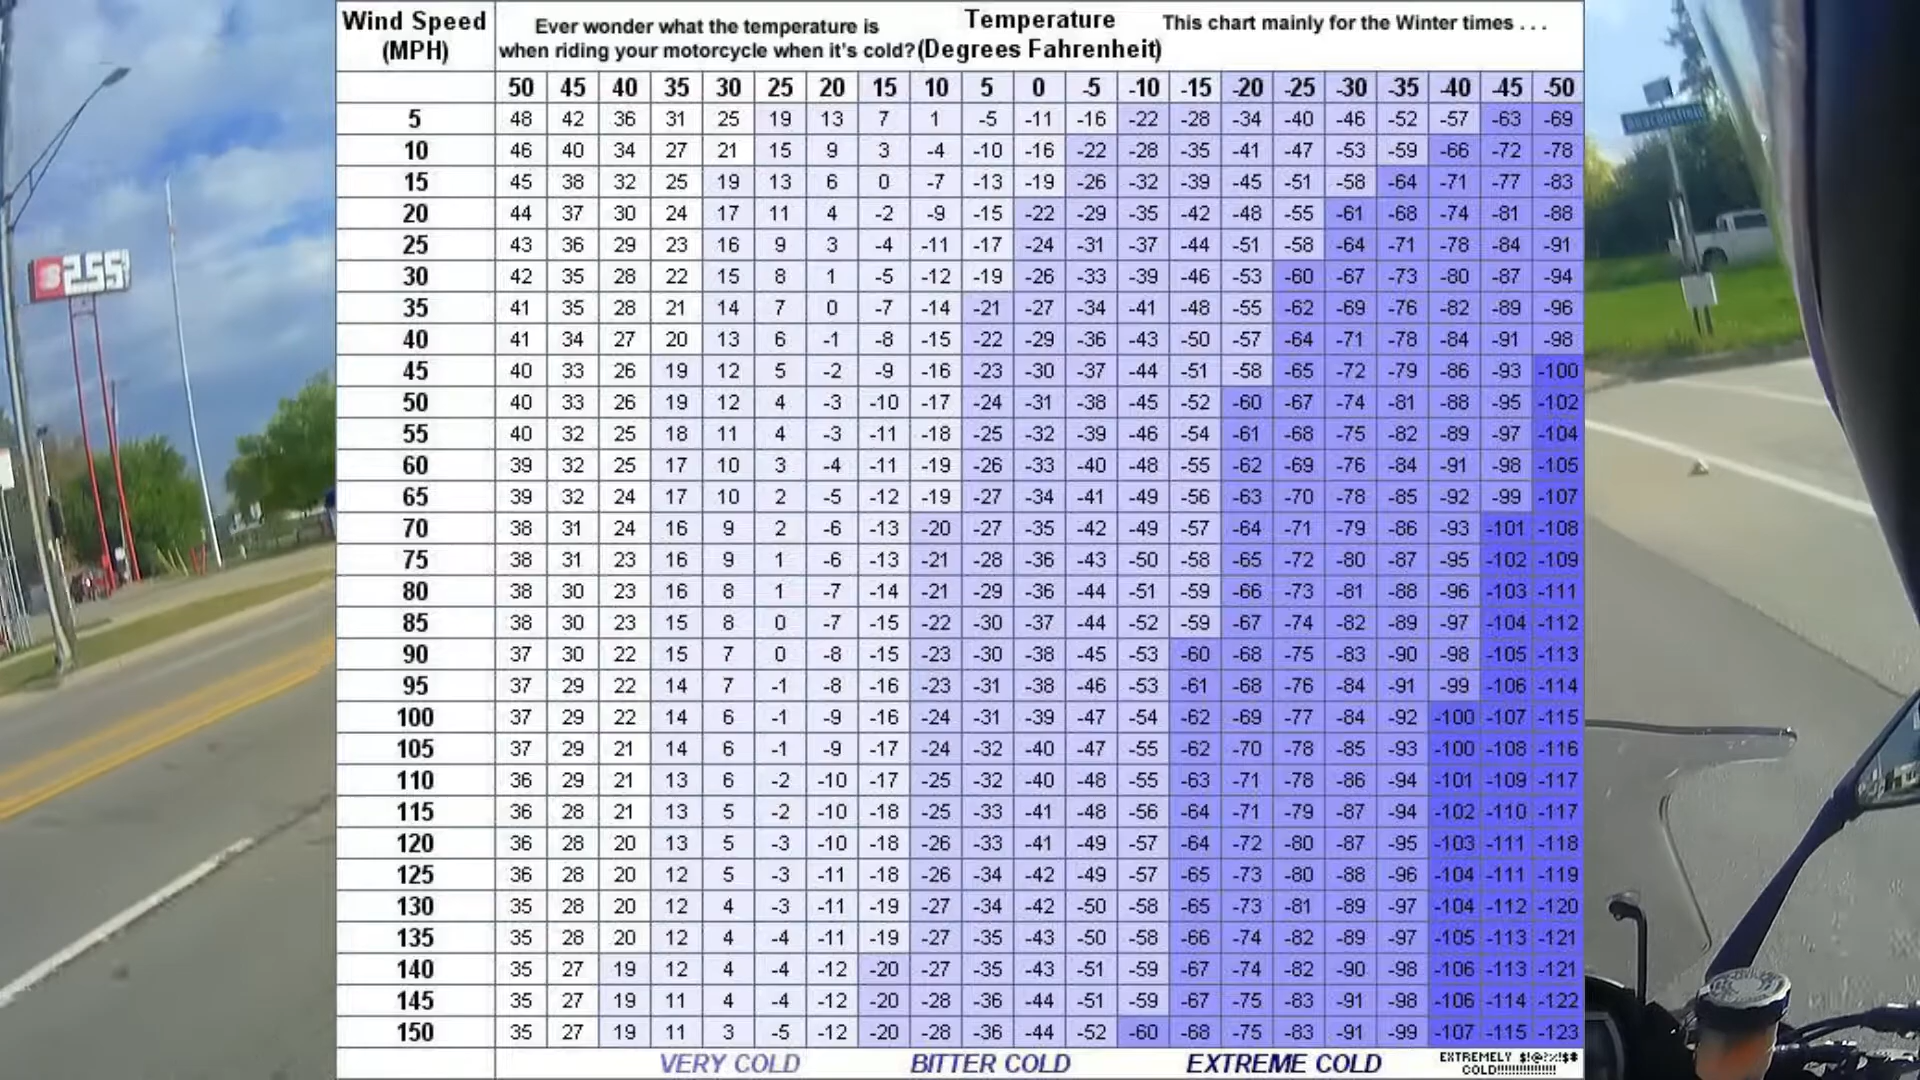 Wind Speed
(MPH)
Ever wonder what the temperature is
when riding your motorcycle when it's cold?
Temperature
(Degrees Fahrenheit)
This chart mainly for the Winter times . . .
50 45 40 35 30 25 20 15 10 5 0 -5 -10 -15 -20 -25 -30 -35 -40 -45 -50
5 48 42 36 31 25 19 13 7 1 -5 -11 -16 -22 -28 -34 -40 -46 -52 -57 -63 -69
10 46 40 34 27 21 15 9 3 -4 -10 -16 -22 -28 -35 -41 -47 -53 -59 -66 -72 -78
15 45 38 32 25 19 13 6 0 -7 -13 -19 -26 -32 -39 -45 -51 -58 -64 -71 -77 -83
20 44 37 30 24 17 11 4 -2 -9 -15 -22 -29 -35 -42 -48 -55 -61 -68 -74 -81 -88
25 43 36 29 23 16 9 3 -4 -11 -17 -24 -31 -37 -44 -51 -58 -64 -71 -78 -84 -91
30 42 35 28 22 15 8 1 -5 -12 -19 -26 -33 -39 -46 -53 -60 -67 -73 -80 -87 -94
35 41 35 28 21 14 7 0 -7 -14 -21 -27 -34 -41 -48 -55 -62 -69 -76 -82 -89 -96
40 41 34 27 20 13 6 -1 -8 -15 -22 -29 -36 -43 -50 -57 -64 -71 -78 -84 -91 -98
45 40 33 26 19 12 5 -2 -9 -16 -23 -30 -37 -44 -51 -58 -65 -72 -79 -86 -93 -100
50 40 33 26 19 12 4 -3 -10 -17 -24 -31 -38 -45 -52 -60 -67 -74 -81 -88 -95 -102
55 40 32 25 18 11 4 -3 -11 -18 -25 -32 -39 -46 -54 -61 -68 -75 -82 -89 -97 -104
60 39 32 25 17 10 3 -4 -11 -19 -26 -33 -40 -48 -55 -62 -69 -76 -84 -91 -98 -105
65 39 32 24 17 10 2 -5 -12 -19 -27 -34 -41 -49 -56 -63 -70 -78 -85 -92 -99 -107
70 38 31 24 16 9 2 -6 -13 -20 -27 -35 -42 -49 -57 -64 -71 -79 -86 -93 -101 -108
75 38 31 23 16 9 1 -6 -13 -21 -28 -36 -43 -50 -58 -65 -72 -80 -87 -95 -102 -109
80 38 30 23 16 8 1 -7 -14 -21 -29 -36 -44 -51 -59 -66 -73 -81 -88 -96 -103 -111
85 38 30 23 15 8 0 -7 -15 -22 -30 -37 -44 -52 -59 -67 -74 -82 -89 -97 -104 -112
90 37 30 22 15 7 0 -8 -15 -23 -30 -38 -45 -53 -60 -68 -75 -83 -90 -98 -105 -113
95 37 29 22 14 7 -1 -8 -16 -23 -31 -38 -46 -53 -61 -68 -76 -84 -91 -99 -106 -114
100 37 29 22 14 6 -1 -9 -16 -24 -31 -39 -47 -54 -62 -69 -77 -84 -92 -100 -107 -115
105 37 29 21 14 6 -1 -9 -17 -24 -32 -40 -47 -55 -62 -70 -78 -85 -93 -100 -108 -116
110 36 29 21 13 6 -2 -10 -17 -25 -32 -40 -48 -55 -63 -71 -78 -86 -94 -101 -109 -117
115 36 28 21 13 5 -2 -10 -18 -25 -33 -41 -48 -56 -64 -71 -79 -87 -94 -102 -110 -117
120 36 28 20 13 5 -3 -10 -18 -26 -33 -41 -49 -57 -64 -72 -80 -87 -95 -103 -111 -118
125 36 28 20 12 5 -3 -11 -18 -26 -34 -42 -49 -57 -65 -73 -80 -88 -96 -104 -111 -119
130 35 28 20 12 4 -3 -11 -19 -27 -34 -42 -50 -58 -65 -73 -81 -89 -97 -104 -112 -120
135 35 28 20 12 4 -4 -11 -19 -27 -35 -43 -50 -58 -66 -74 -82 -89 -97 -105 -113 -121
140 35 27 19 12 4 -4 -12 -20 -27 -35 -43 -51 -59 -67 -74 -82 -90 -98 -106 -113 -121
145 35 27 19 11 4 -4 -12 -20 -28 -36 -44 -51 -59 -67 -75 -83 -91 -98 -106 -114 -122
150 35 27 19 11 3 -5 -12 -20 -28 -36 -44 -52 -60 -68 -75 -83 -91 -99 -107 -115 -123
VERY COLD BITTER COLD EXTREME COLD